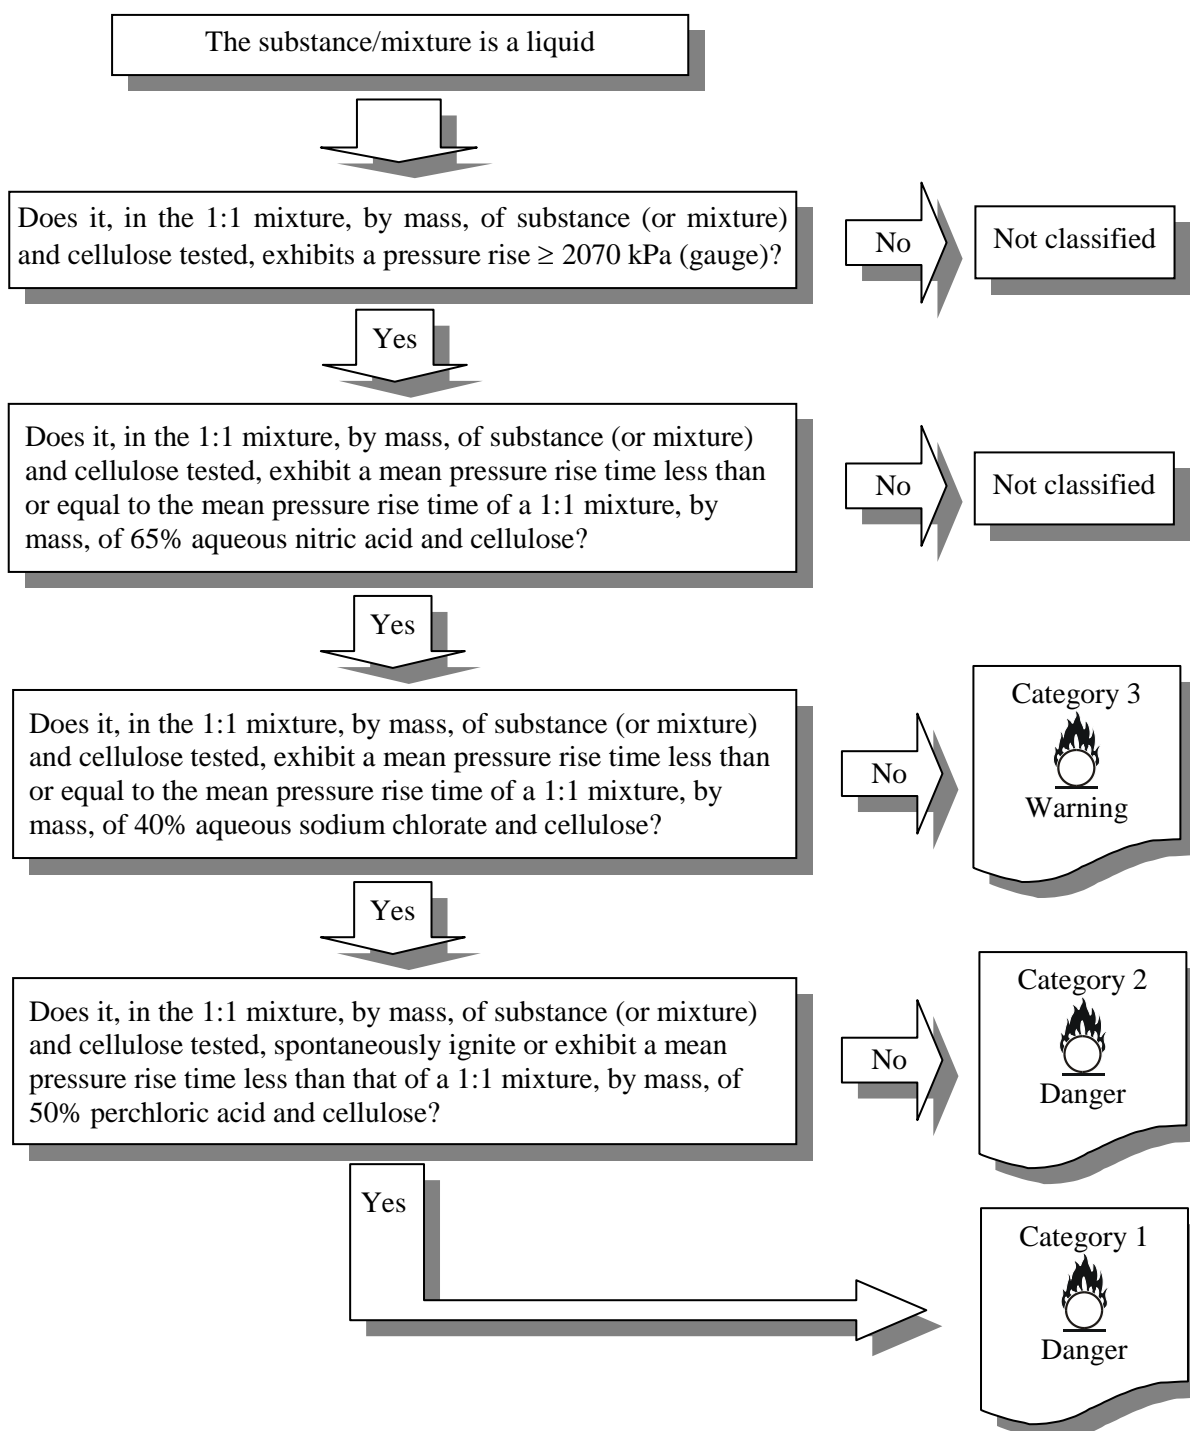 The substance/mixture is a liquid
Does it, in the 1:1 mixture, by mass, of substance (or mixture)
and cellulose tested, exhibits a pressure rise ≥ 2070 kPa (gauge)?
No
Not classified
Yes
Does it, in the 1:1 mixture, by mass, of substance (or mixture)
and cellulose tested, exhibit a mean pressure rise time less than
or equal to the mean pressure rise time of a 1:1 mixture, by
mass, of 65% aqueous nitric acid and cellulose?
No
Not classified
Yes
Does it, in the 1:1 mixture, by mass, of substance (or mixture)
and cellulose tested, exhibit a mean pressure rise time less than
or equal to the mean pressure rise time of a 1:1 mixture, by
mass, of 40% aqueous sodium chlorate and cellulose?
No
Category 3
Warning
Yes
Does it, in the 1:1 mixture, by mass, of substance (or mixture)
and cellulose tested, spontaneously ignite or exhibit a mean
pressure rise time less than that of a 1:1 mixture, by mass, of
50% perchloric acid and cellulose?
No
Category 2
Danger
Yes
Category 1
Danger